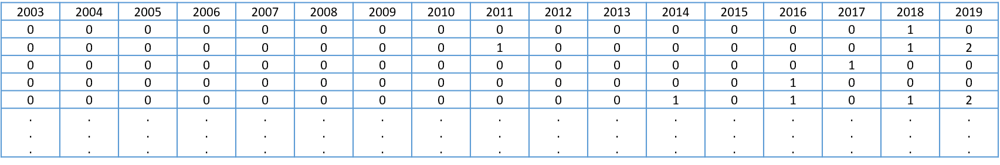 2003 2004 2005 2006 2007 2008 2009 2010 2011 2012 2013 2014 2015 2016 2017 2018 2019
0 0 0 0 0 0 0 0 0 0 0 0 0 0 0 1 0
0 0 0 0 0 0 0 0 1 0 0 0 0 0 0 1 2
0 0 0 0 0 0 0 0 0 0 0 0 0 0 1 0 0
0 0 0 0 0 0 0 0 0 0 0 0 0 1 0 0 0
0 0 0 0 0 0 0 0 0 0 0 1 0 1 0 1 2
. . . . . . . . . . . . . . . . .
. . . . . . . . . . . . . . . . .
. . . . . . . . . . . . . . . . .